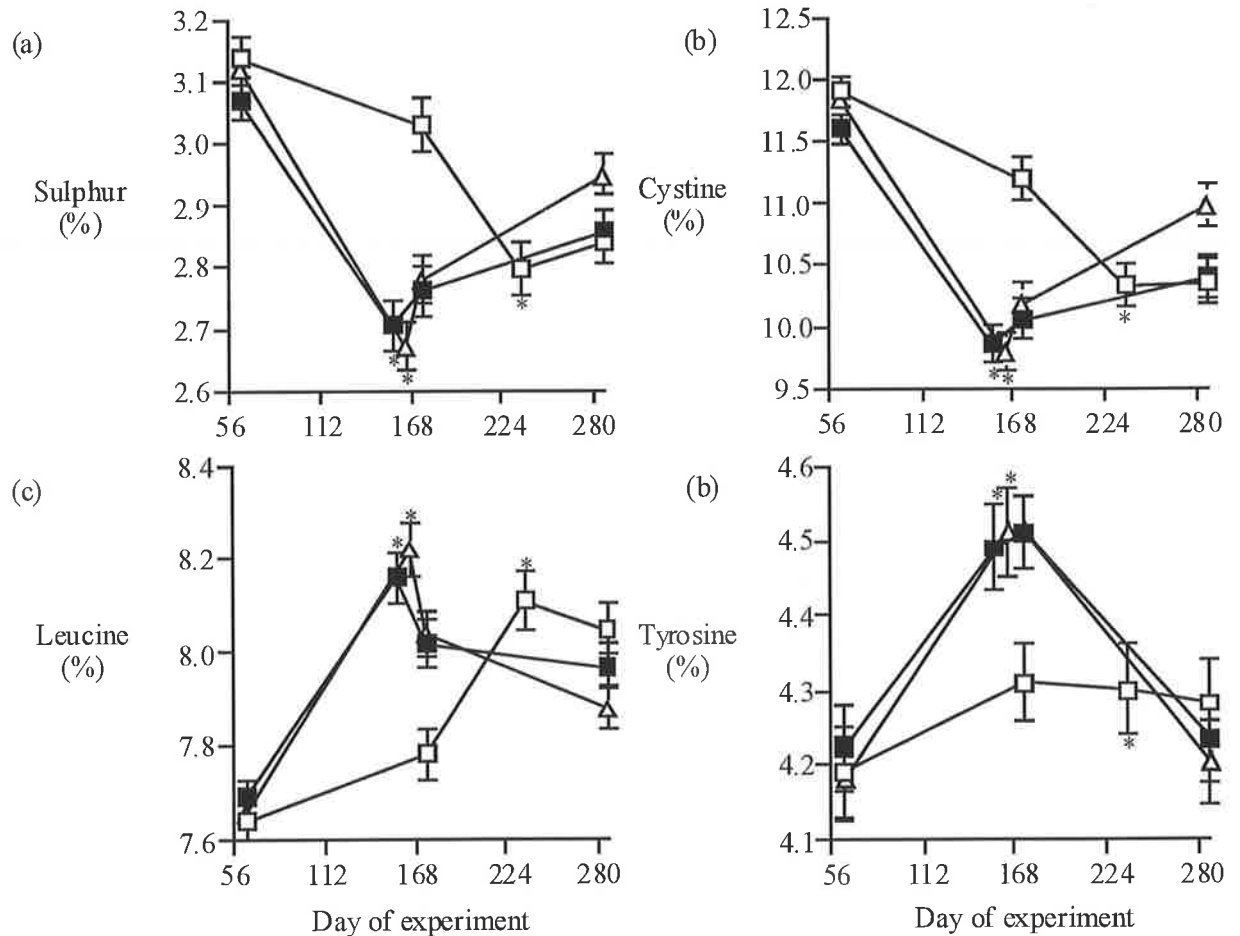 (a)
3.2
3.1
3.0
2.9
2.8
2.7
2.6
Sulphur
(%)
*
*
*
56 112 168 224 280
(b)
12.5
12.0
11.5
11.0
10.5
10.0
9.5
Cystine
(%)
*
*
*
56 112 168 224 280
(c)
8.4
8.2
8.0
7.8
7.6
Leucine
(%)
*
*
*
56 112 168 224 280
Day of experiment
(b)
4.6
4.5
4.4
4.3
4.2
4.1
Tyrosine
(%)
*
*
*
56 112 168 224 280
Day of experiment